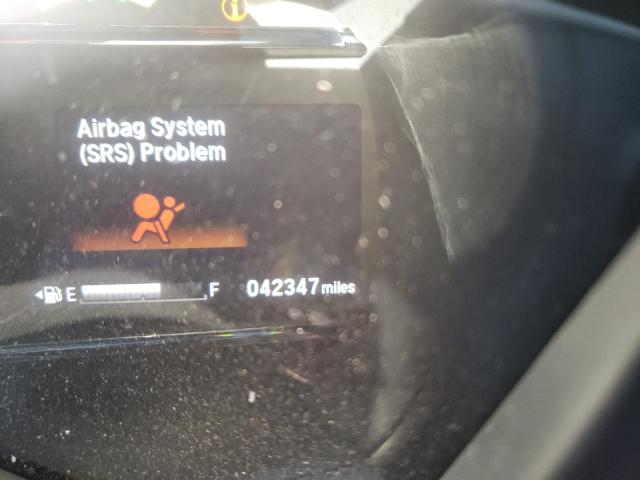 Airbag System
(SRS) Problem
E F 042347 miles